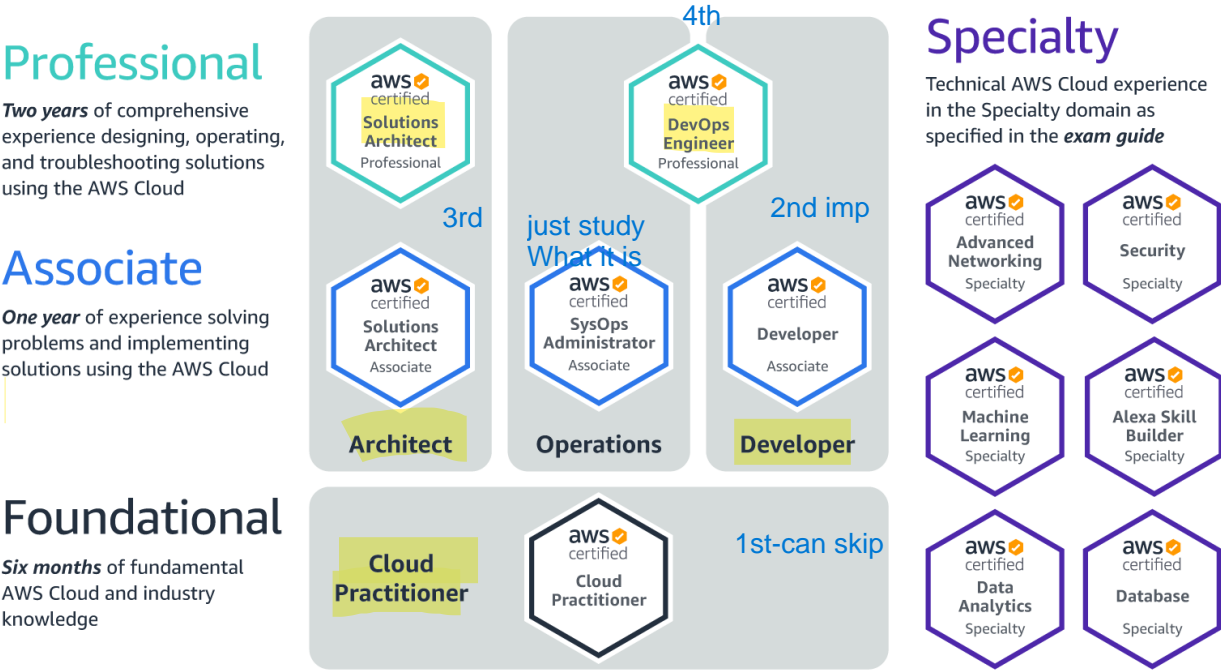 Professional
Two years of comprehensive
experience designing, operating,
and troubleshooting solutions
using the AWS Cloud
Associate
One year of experience solving
problems and implementing
solutions using the AWS Cloud
Foundational
Six months of fundamental
AWS Cloud and industry
knowledge
aws
certified
Solutions
Architect
Professional
4th
aws
certified
DevOps
Engineer
Professional
3rd
just study
What it is
2nd imp
aws
certified
Solutions
Architect
Associate
aws
certified
SysOps
Administrator
Associate
aws
certified
Developer
Associate
Architect
Operations
Developer
Cloud
Practitioner
aws
certified
Cloud
Practitioner
1st-can skip
Specialty
Technical AWS Cloud experience
in the Specialty domain as
specified in the exam guide
aws
certified
Advanced
Networking
Specialty
aws
certified
Security
Specialty
aws
certified
Machine
Learning
Specialty
aws
certified
Alexa Skill
Builder
Specialty
aws
certified
Data
Analytics
Specialty
aws
certified
Database
Specialty